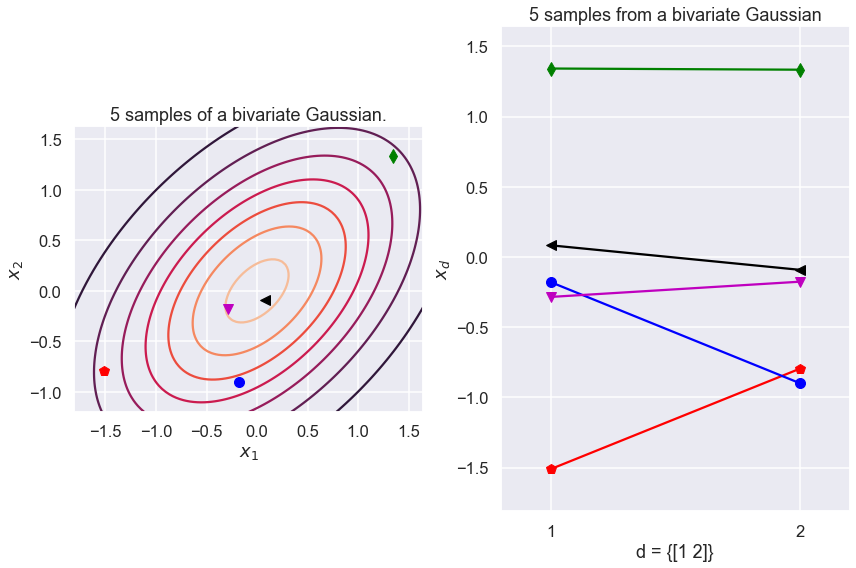 5 samples of a bivariate Gaussian.
1.5
1.0
0.5
0.0
−0.5
−1.0
x2
−1.5 −1.0 −0.5 0.0 0.5 1.0 1.5
x1
5 samples from a bivariate Gaussian
1.5
1.0
0.5
0.0
−0.5
−1.0
−1.5
xd
1 2
d = {[1 2]}